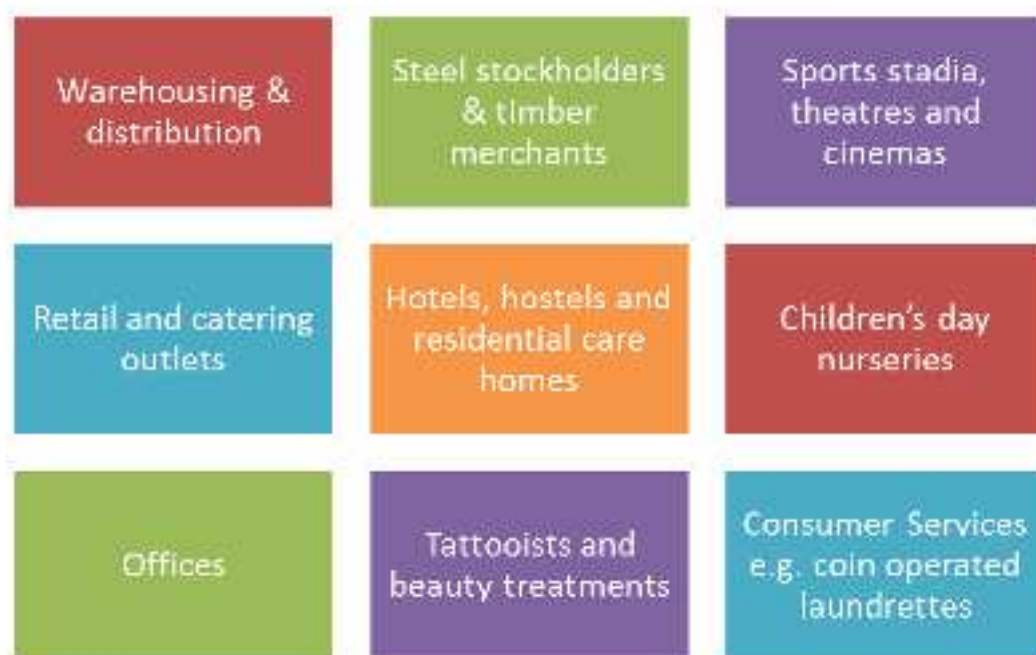 Warehousing &
distribution
Steel stockholders
& timber
merchants
Sports stadia,
theatres and
cinemas
Retail and catering
outlets
Hotels, hostels and
residential care
homes
Children's day
nurseries
Offices
Tattooists and
beauty treatments
Consumer Services
e.g. coin operated
laundrettes